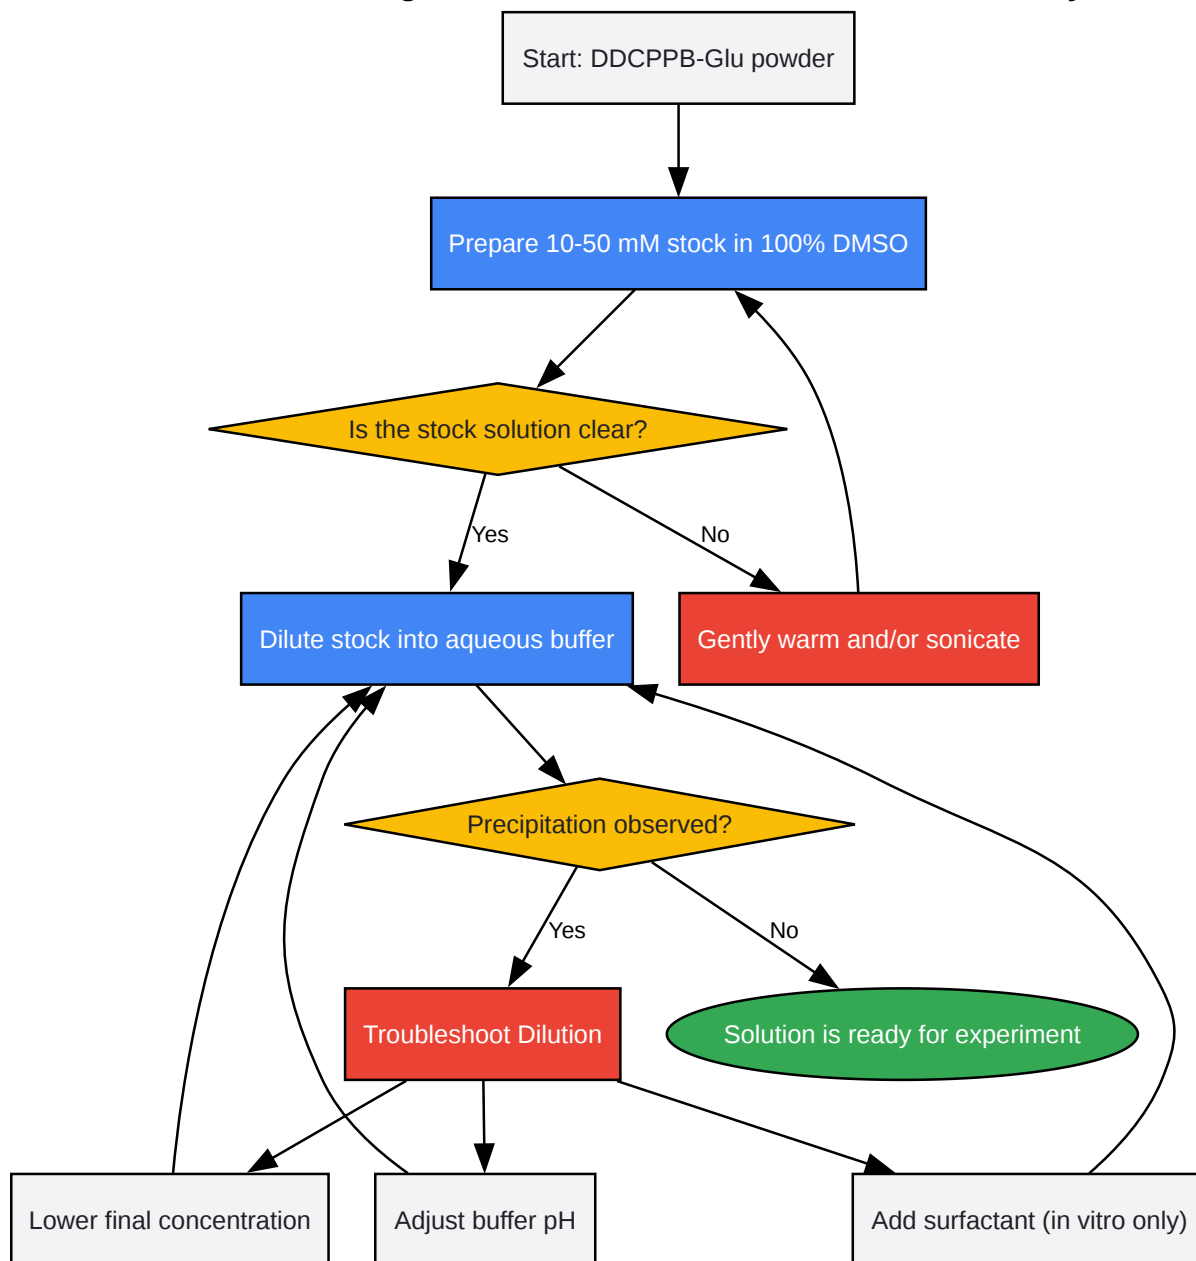 Start: DDCPPB-Glu powder
Prepare 10-50 mM stock in 100% DMSO
Is the stock solution clear?
Yes
No
Dilute stock into aqueous buffer
Gently warm and/or sonicate
Precipitation observed?
Yes
No
Troubleshoot Dilution
Solution is ready for experiment
Lower final concentration
Adjust buffer pH
Add surfactant (in vitro only)